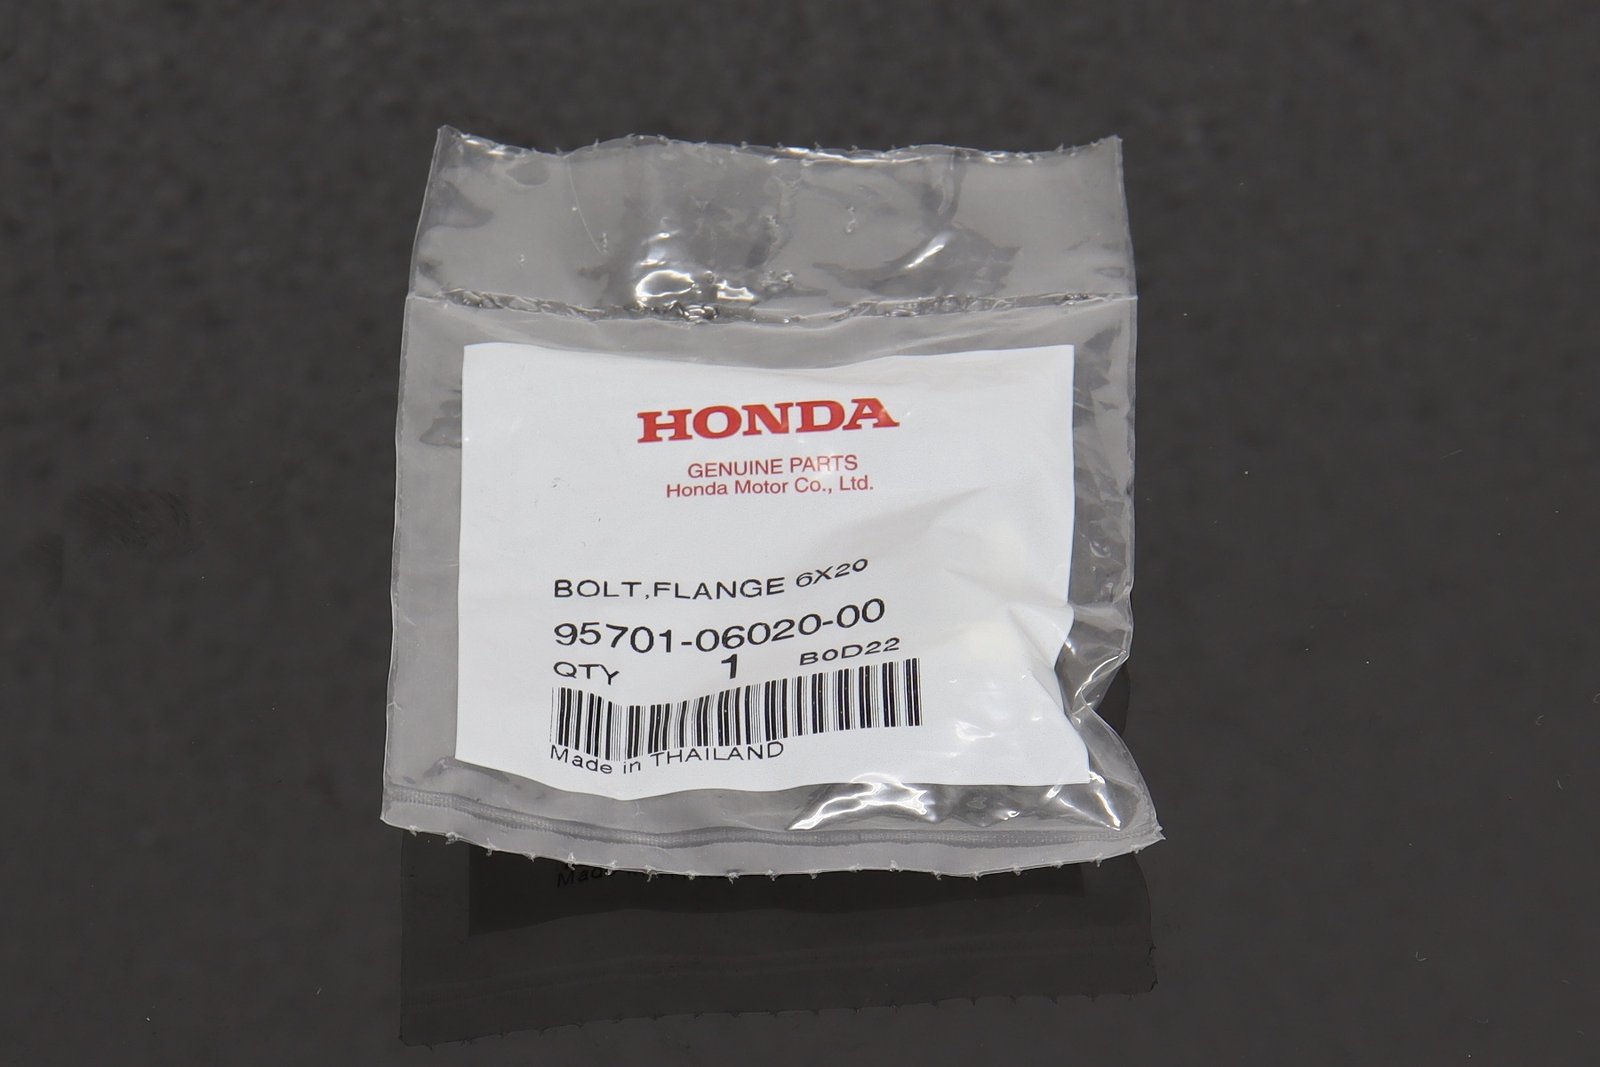 HONDA
GENUINE PARTS
Honda Motor Co., Ltd.
BOLT,FLANGE 6X20
95701-06020-00
QTY 1 B0D22
Made in THAILAND